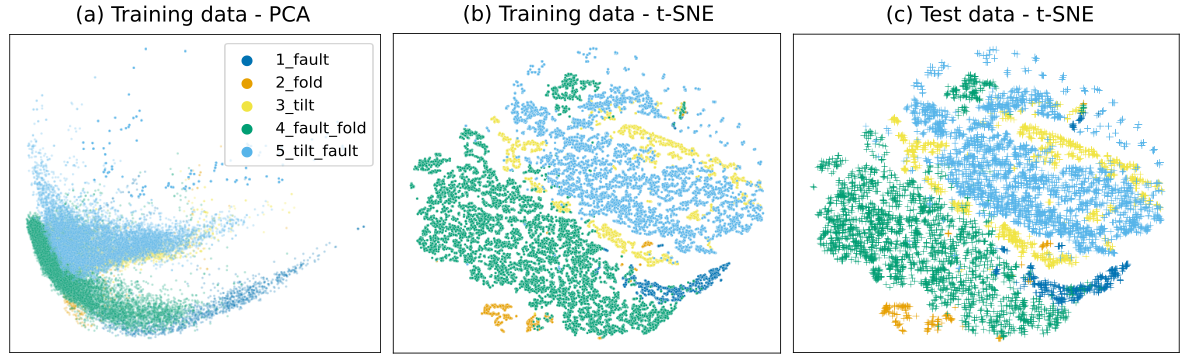 (a) Training data - PCA
(b) Training data - t-SNE
(c) Test data - t-SNE
1_fault
2_fold
3_tilt
4_fault_fold
5_tilt_fault